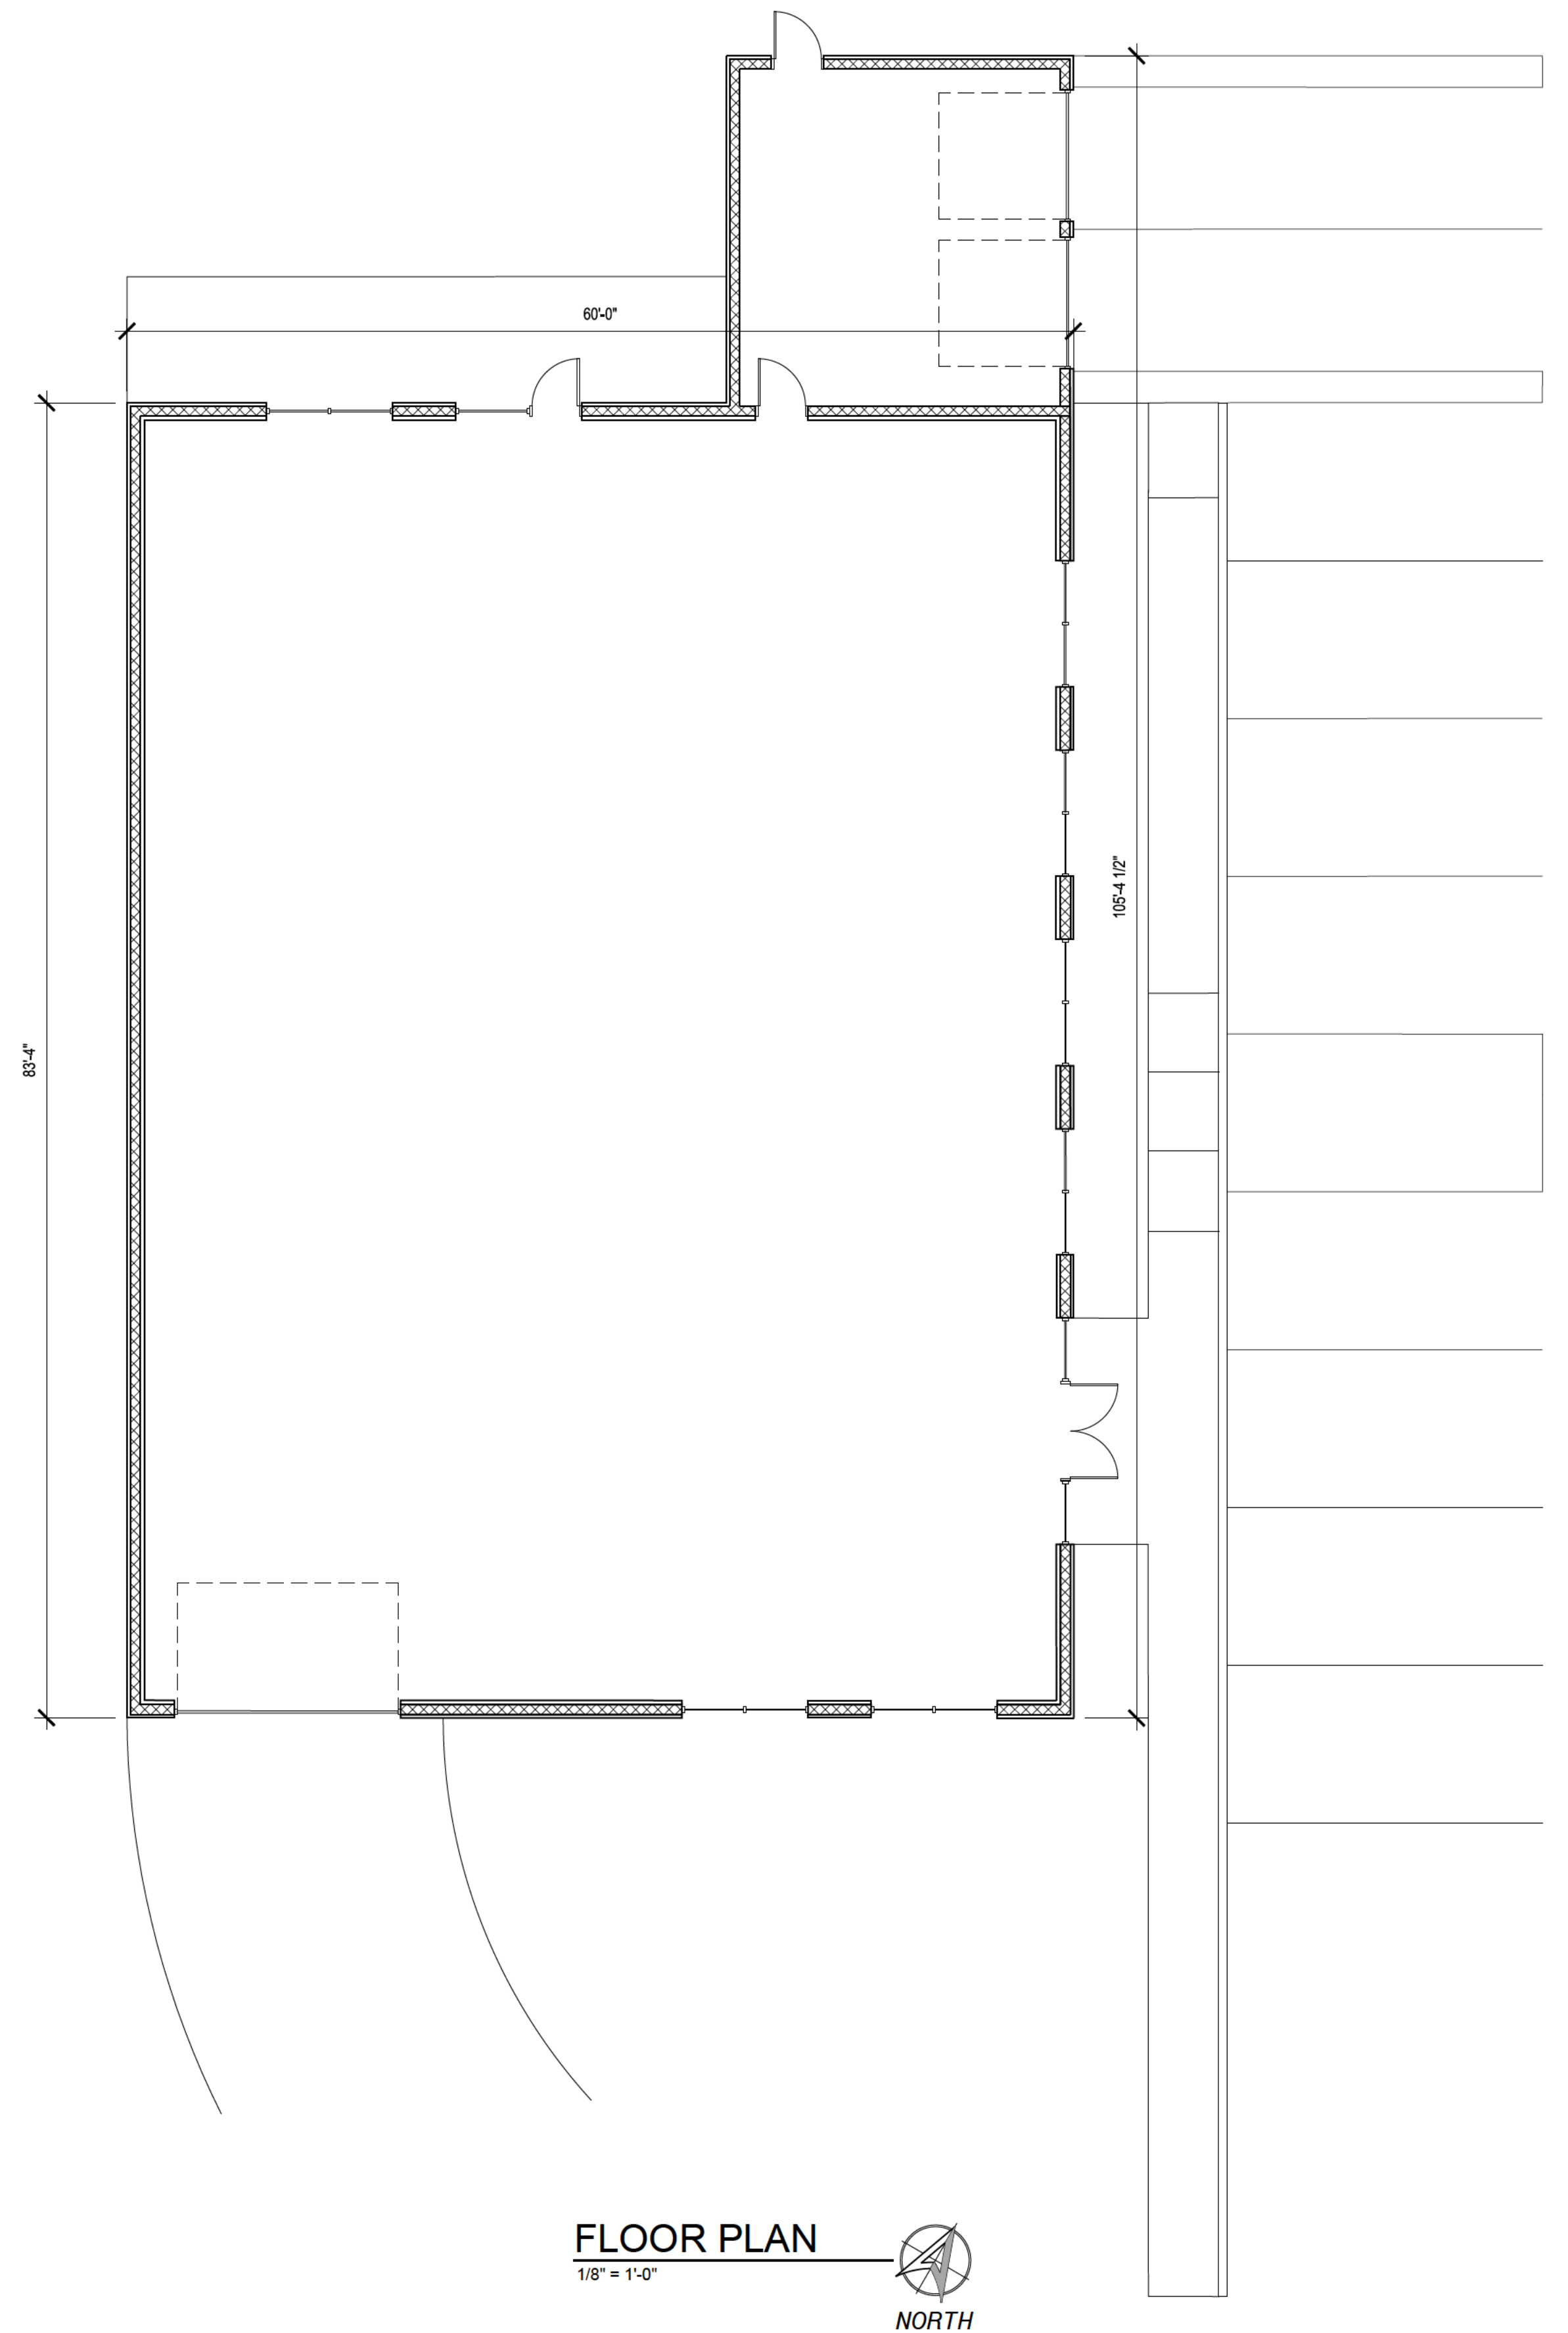 60'-0"
105'-4 1/2"
83'-4"
FLOOR PLAN
1/8" = 1'-0"
NORTH